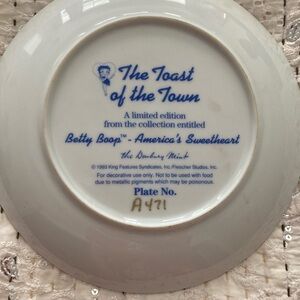 The Toast
of the Town
A limited edition
from the collection entitled
Betty Boop™ - America's Sweetheart
The Danbury Mint
© 1993 King Features Syndicates, Inc. Fleischer Studios, Inc.
For decorative use only. Not to be used with food
due to metallic pigments which may be poisonous.
Plate No.
A471